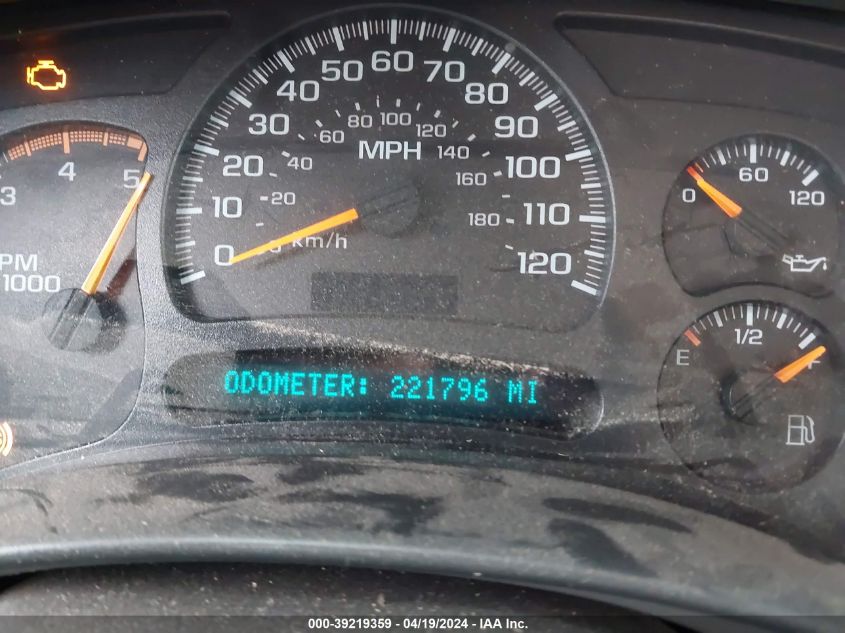 0 10 20 30 40 50 60 70 80 90 100 110 120
20 40 60 80 100 120 140 160 180
MPH
km/h
3 4 5
PM
1000
0 60 120
E 1/2 F
ODOMETER: 221796 MI
000-39219359 - 04/19/2024 - IAA Inc.